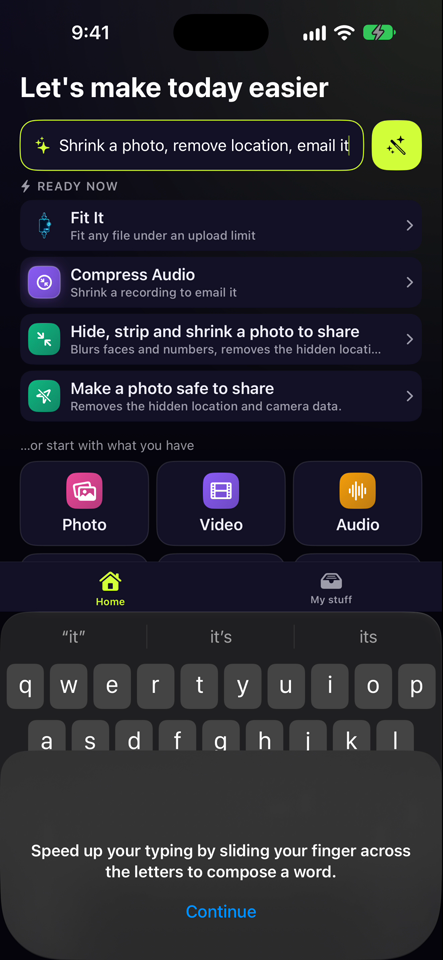 9:41
Let's make today easier
Shrink a photo, remove location, email it
READY NOW
Fit It
Fit any file under an upload limit
Compress Audio
Shrink a recording to email it
Hide, strip and shrink a photo to share
Blurs faces and numbers, removes the hidden locati...
Make a photo safe to share
Removes the hidden location and camera data.
...or start with what you have
Photo Video Audio
Home My stuff
“it” it's its
q w e r t y u i o p
a s d f g h j k l
Speed up your typing by sliding your finger across
the letters to compose a word.
Continue